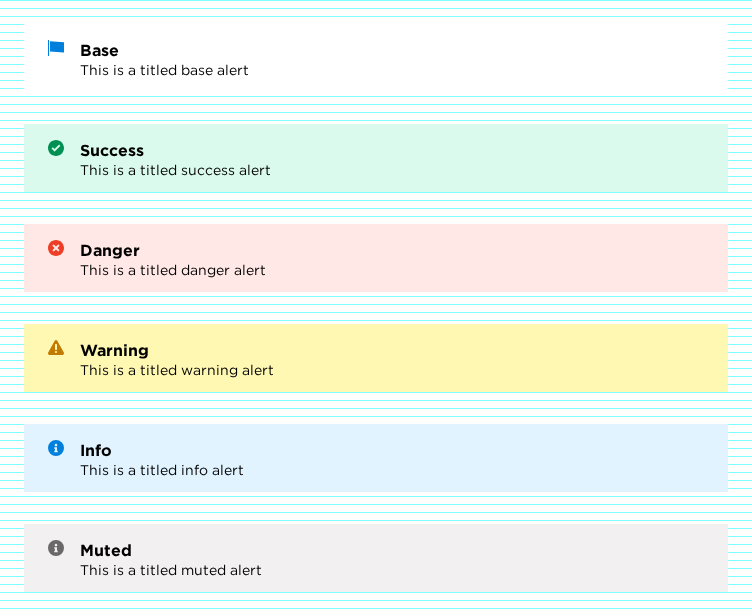 Base
This is a titled base alert
Success
This is a titled success alert
Danger
This is a titled danger alert
Warning
This is a titled warning alert
Info
This is a titled info alert
Muted
This is a titled muted alert